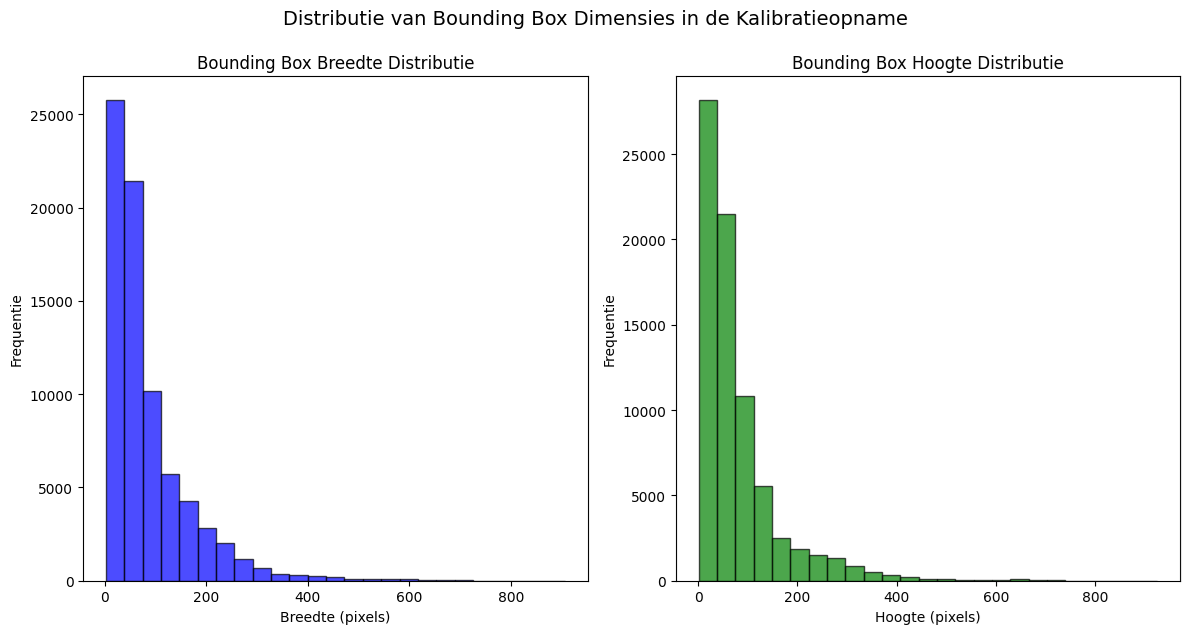 Distributie van Bounding Box Dimensies in de Kalibratieopname
Bounding Box Breedte Distributie
Frequentie
25000
20000
15000
10000
5000
0
0 200 400 600 800
Breedte (pixels)
Bounding Box Hoogte Distributie
Frequentie
25000
20000
15000
10000
5000
0
0 200 400 600 800
Hoogte (pixels)